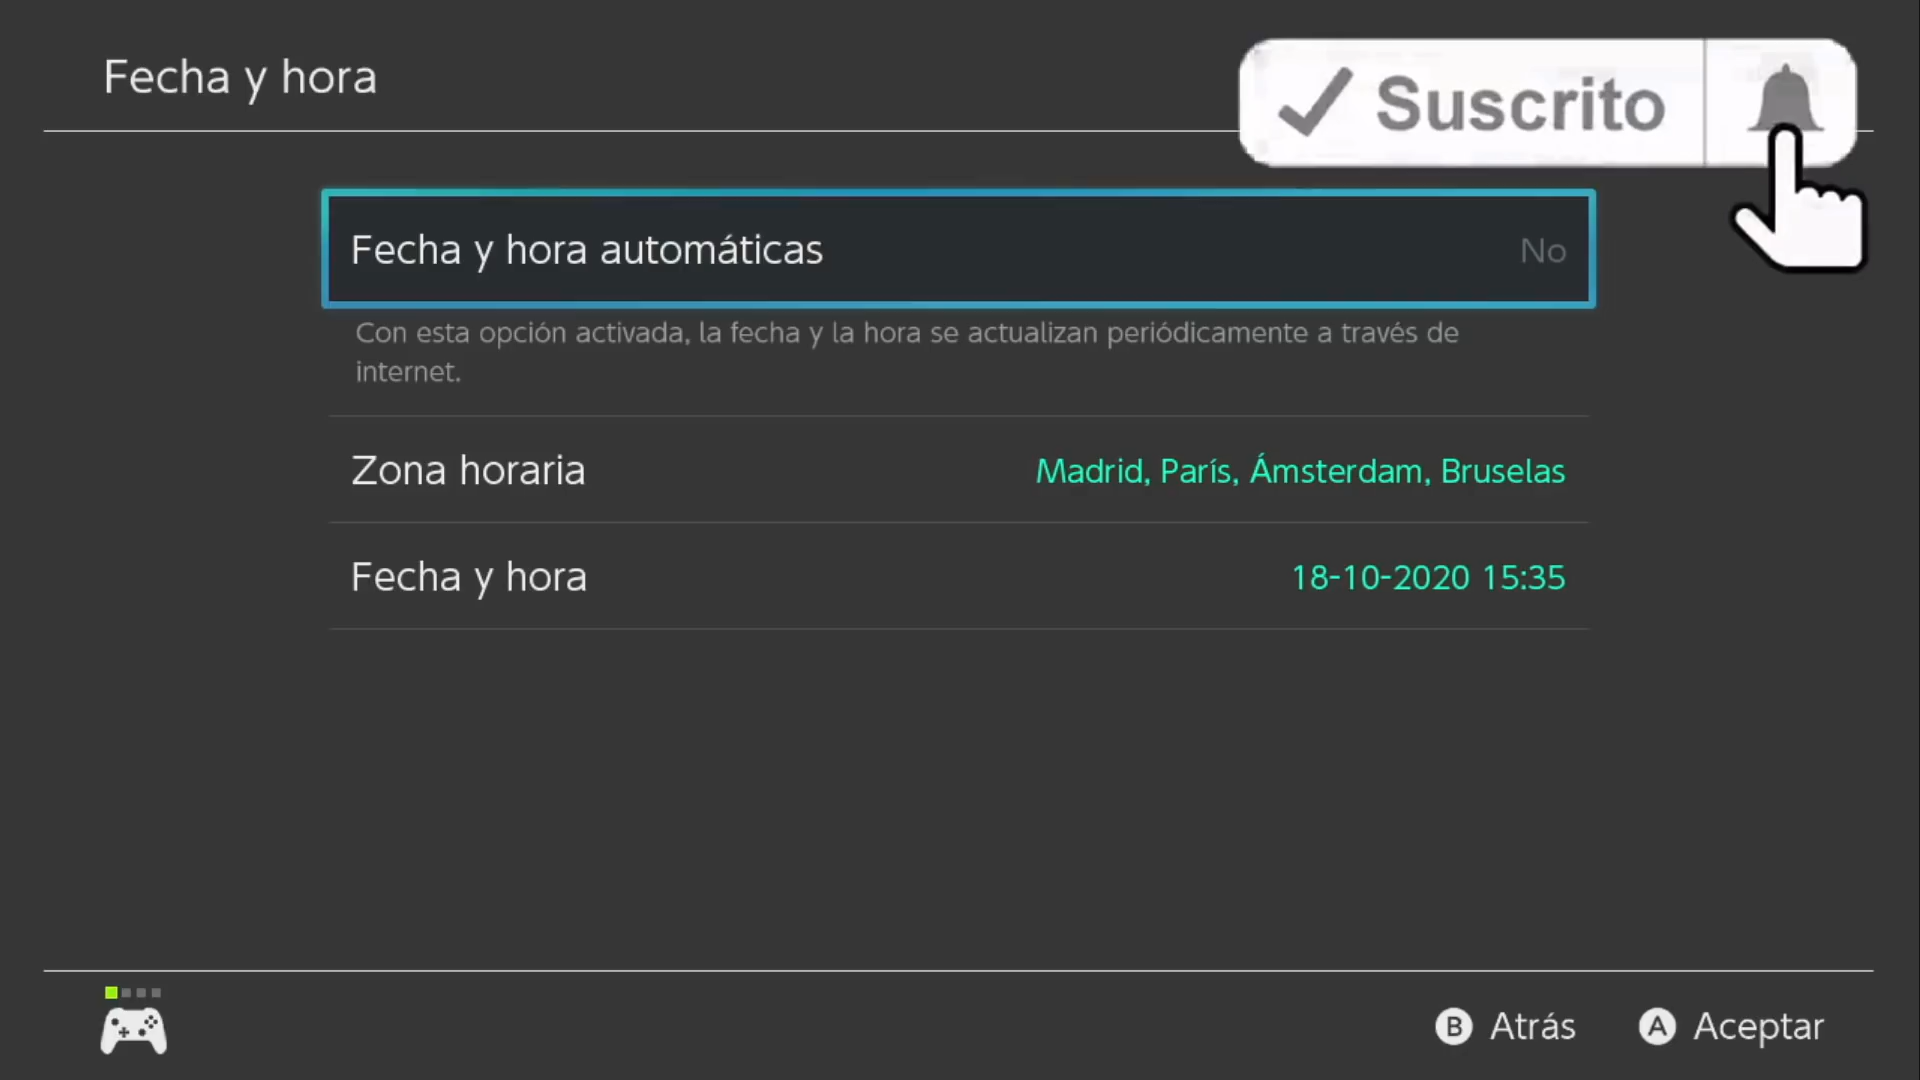 Fecha y hora
Suscrito
Fecha y hora automáticas No
Con esta opción activada, la fecha y la hora se actualizan periódicamente a través de
internet.
Zona horaria Madrid, París, Ámsterdam, Bruselas
Fecha y hora 18-10-2020 15:35
B Atrás A Aceptar